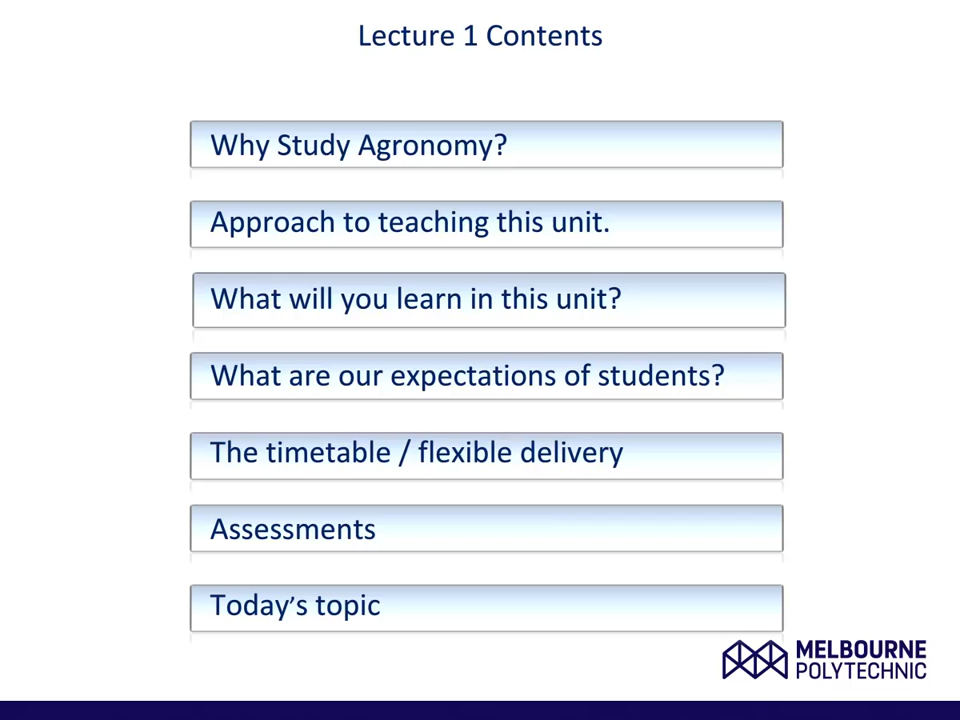 Lecture 1 Contents
Why Study Agronomy?
Approach to teaching this unit.
What will you learn in this unit?
What are our expectations of students?
The timetable / flexible delivery
Assessments
Today’s topic
MELBOURNE
POLYTECHNIC